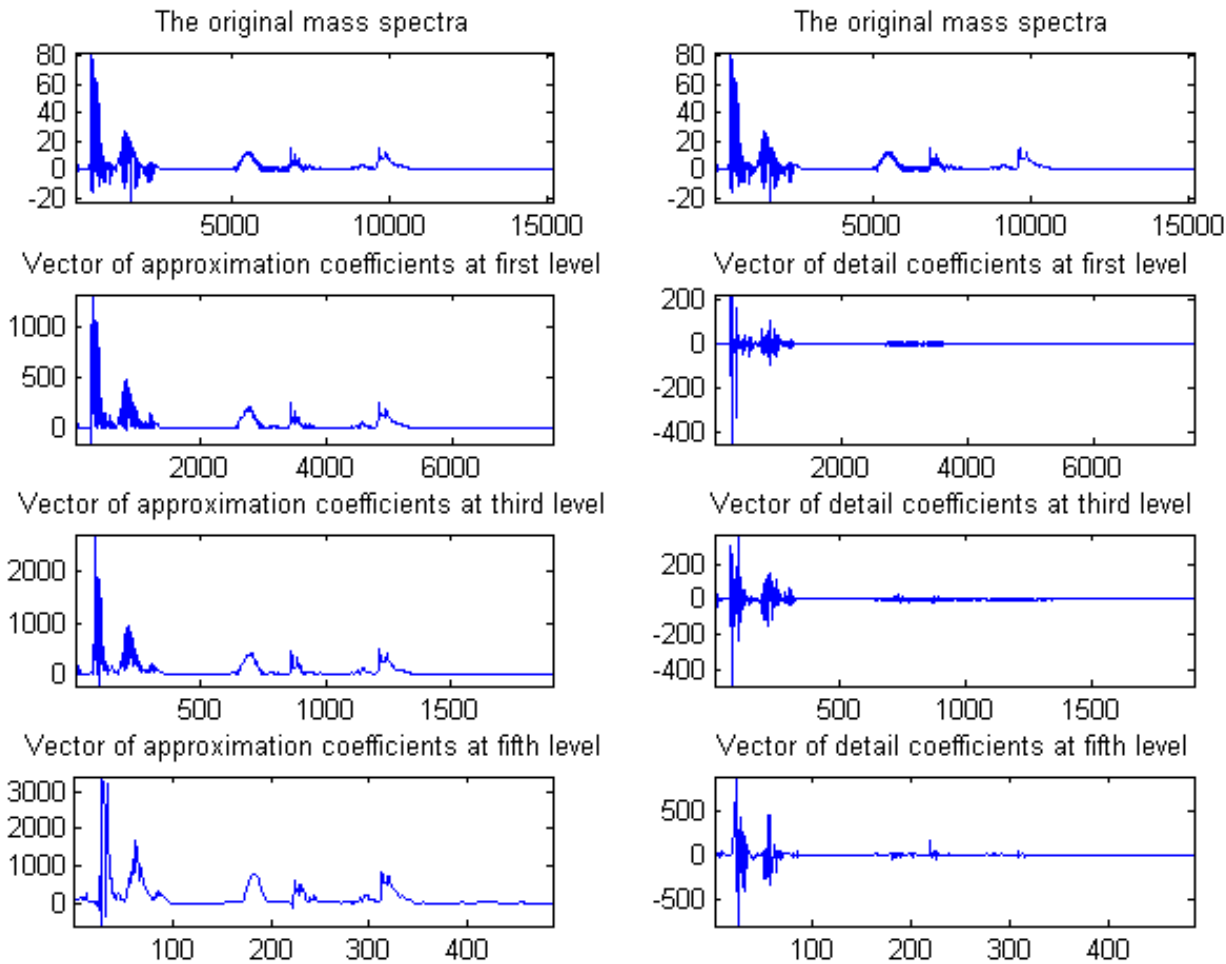 The original mass spectra
80
60
40
20
0
-20
5000 10000 15000
The original mass spectra
80
60
40
20
0
-20
5000 10000 15000
Vector of approximation coefficients at first level
1000
500
0
2000 4000 6000
Vector of detail coefficients at first level
200
0
-200
-400
2000 4000 6000
Vector of approximation coefficients at third level
2000
1000
0
500 1000 1500
Vector of detail coefficients at third level
200
0
-200
-400
500 1000 1500
Vector of approximation coefficients at fifth level
3000
2000
1000
0
100 200 300 400
Vector of detail coefficients at fifth level
500
0
-500
100 200 300 400